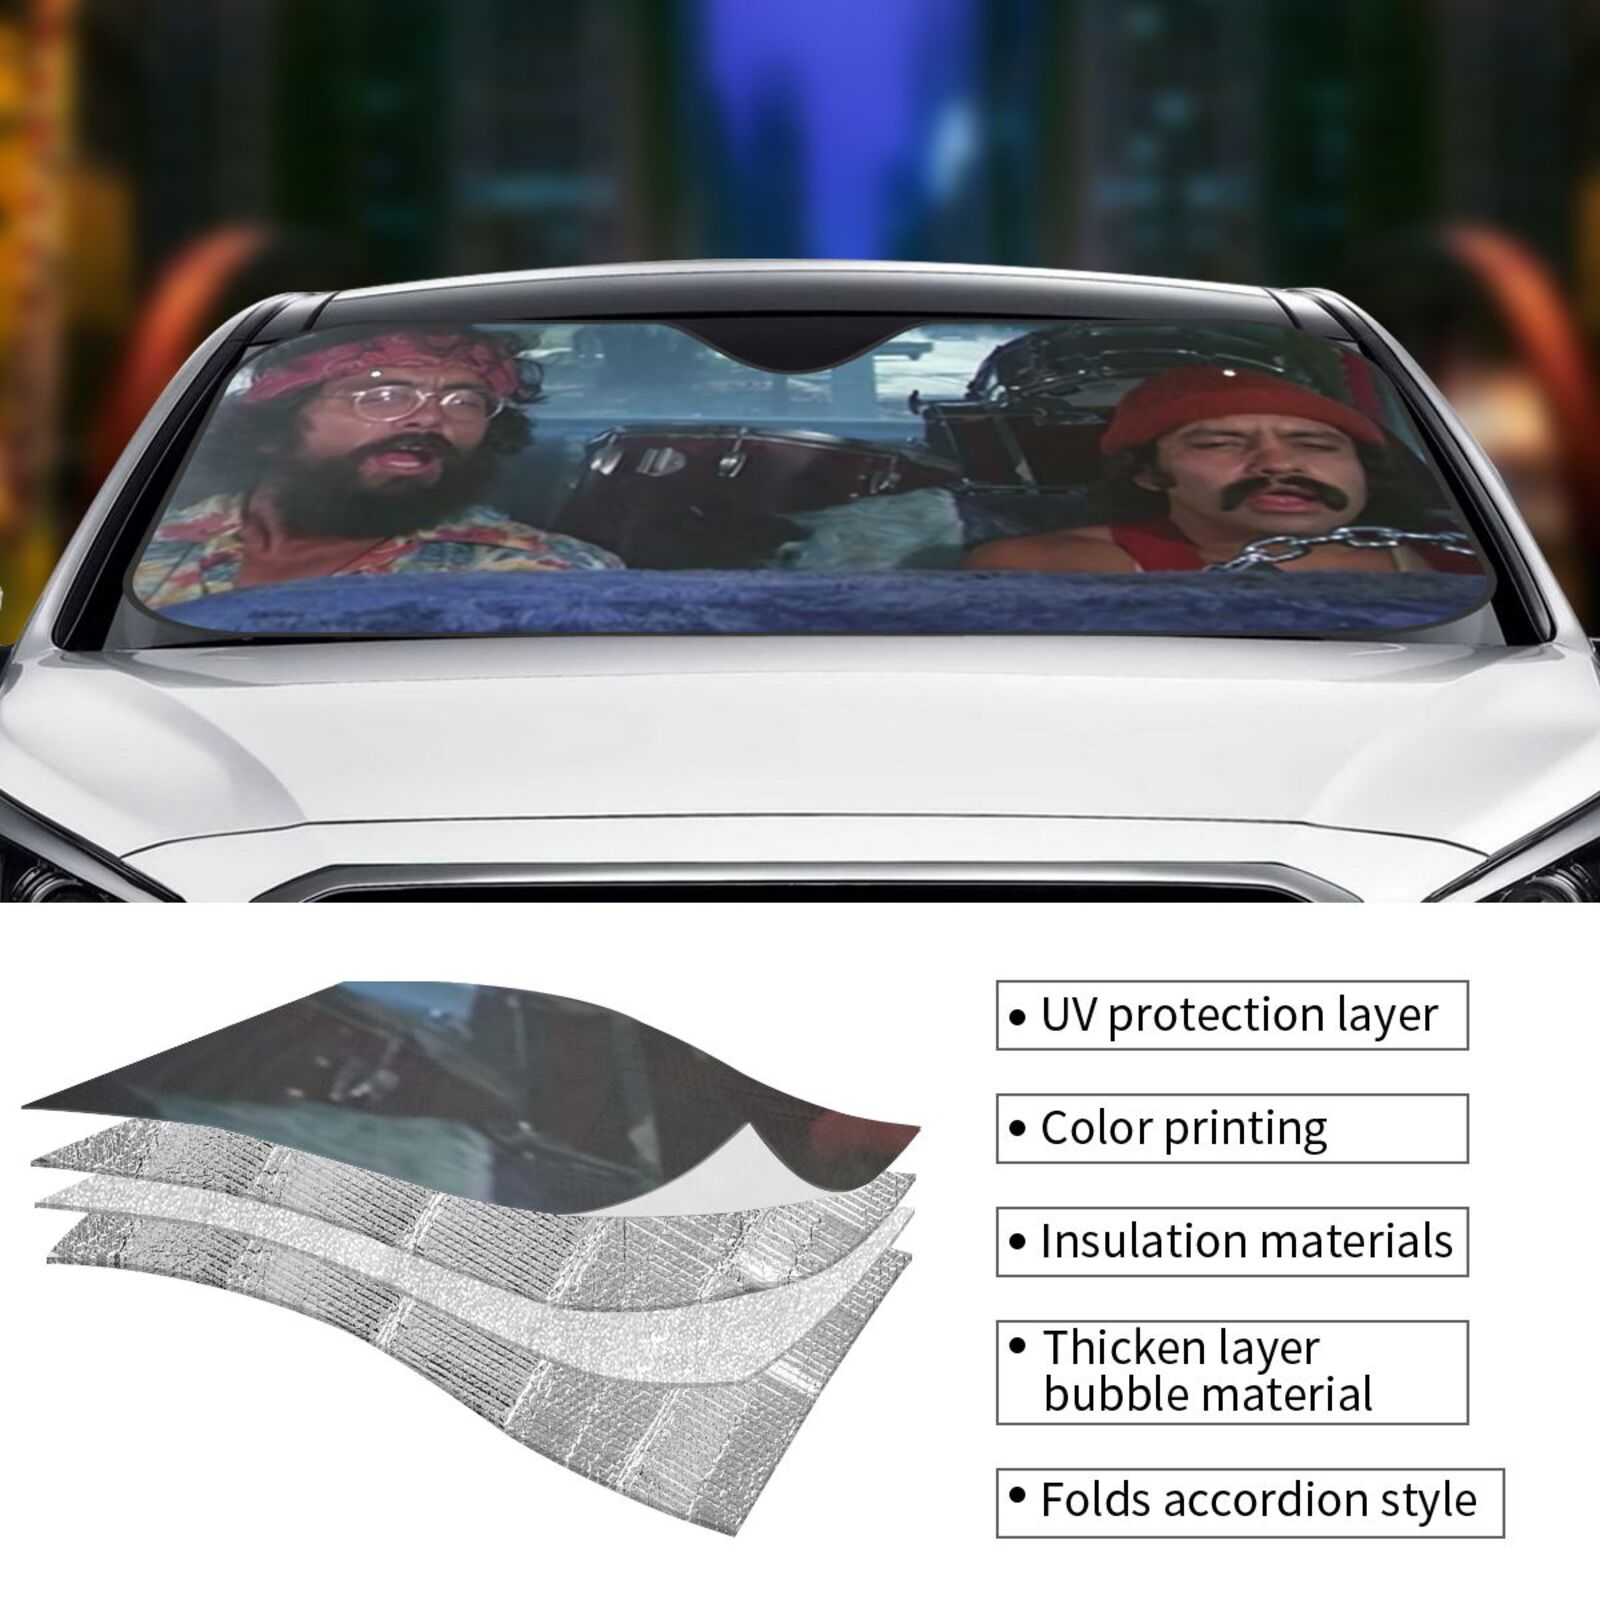 • UV protection layer
• Color printing
• Insulation materials
• Thicken layer
bubble material
• Folds accordion style